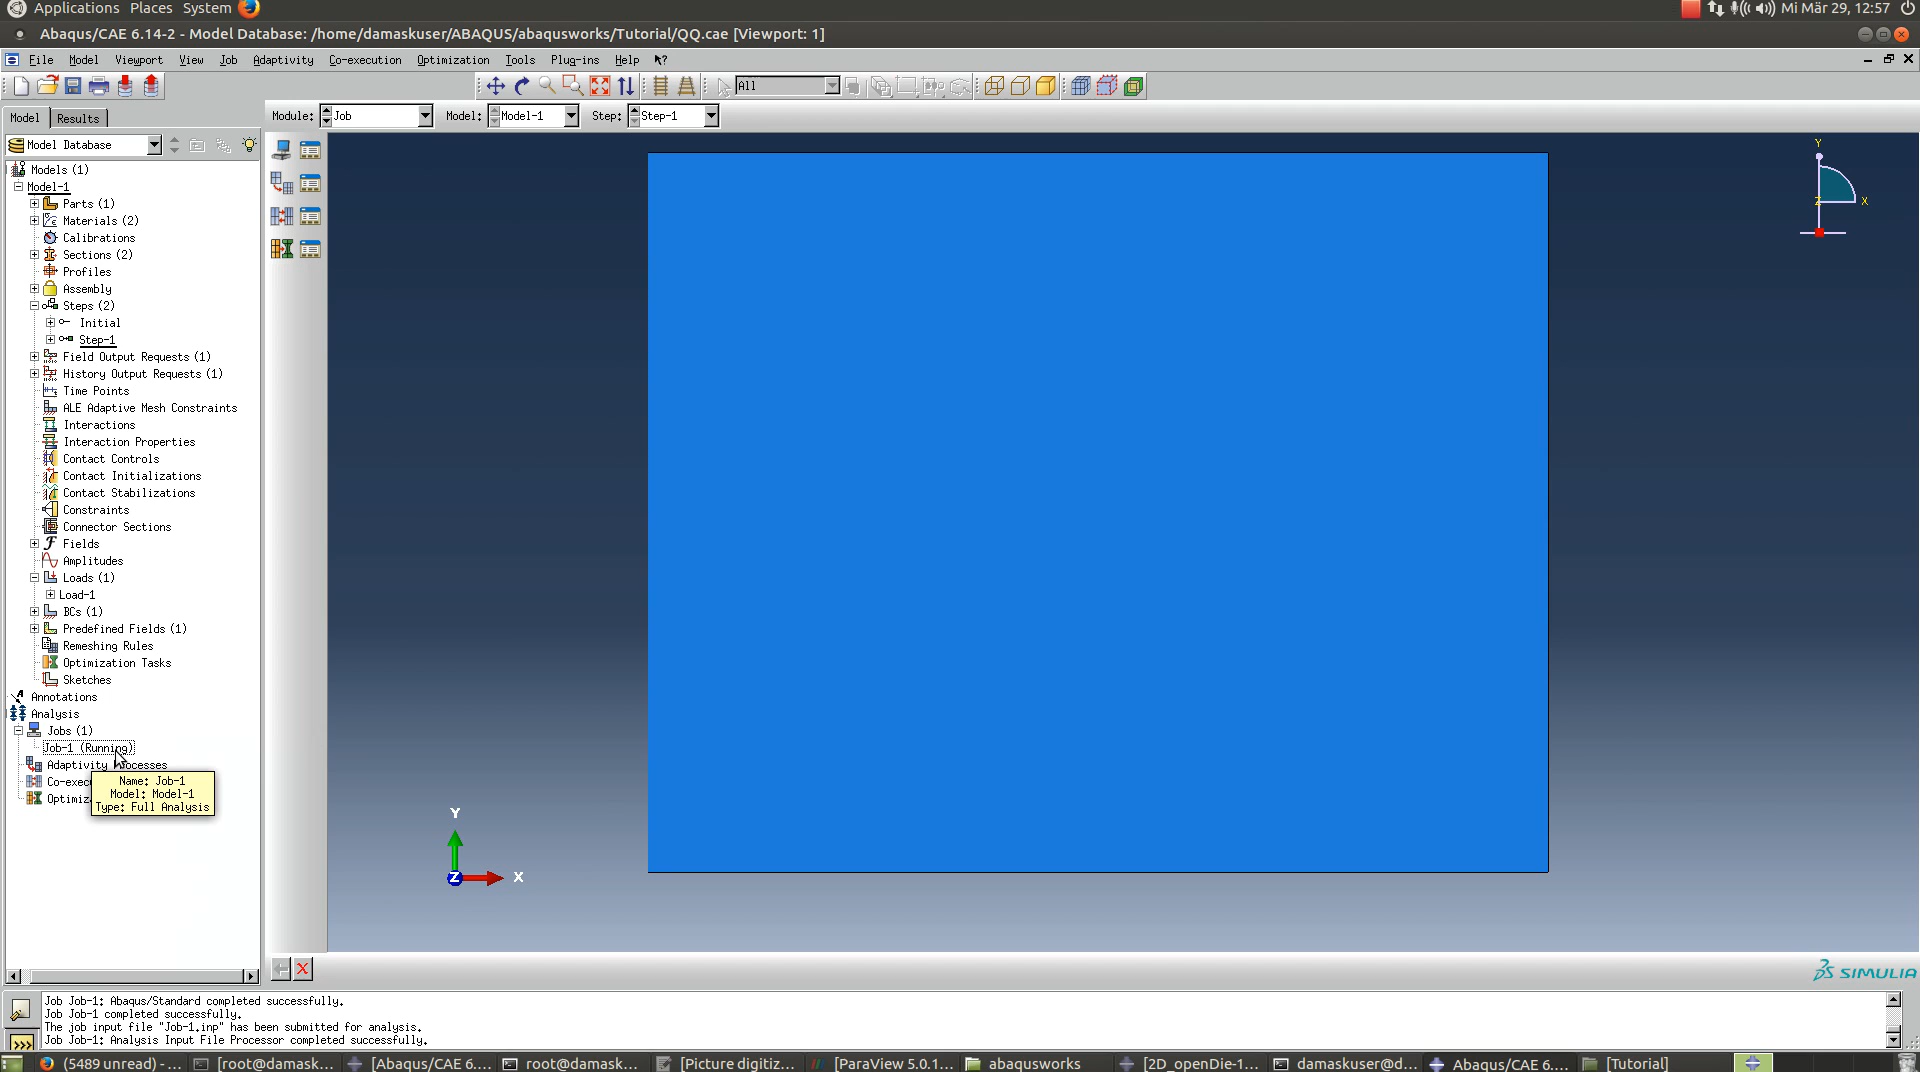 Applications Places System Mi Mär 29, 12:57
Abaqus/CAE 6.14-2 - Model Database: /home/damaskuser/ABAQUS/abaqusworks/Tutorial/QQ.cae [Viewport: 1]
File Model Viewport View Job Adaptivity Co-execution Optimization Tools Plug-ins Help
All
Model Results Module: Job Model: Model-1 Step: Step-1
Model Database
Models (1)
Model-1
Parts (1)
Materials (2)
Calibrations
Sections (2)
Profiles
Assembly
Steps (2)
Initial
Step-1
Field Output Requests (1)
History Output Requests (1)
Time Points
ALE Adaptive Mesh Constraints
Interactions
Interaction Properties
Contact Controls
Contact Initializations
Contact Stabilizations
Constraints
Connector Sections
Fields
Amplitudes
Loads (1)
Load-1
BCs (1)
Predefined Fields (1)
Remeshing Rules
Optimization Tasks
Sketches
Annotations
Analysis
Jobs (1)
Job-1 (Running)
Adaptivity
Name: Job-1
Model: Model-1
Type: Full Analysis
Y
X
Z
Y
Z
X
SIMULIA
Job Job-1: Abaqus/Standard completed successfully.
Job Job-1 completed successfully.
The job input file "Job-1.inp" has been submitted for analysis.
Job Job-1: Analysis Input File Processor completed successfully.
(5489 unread) - ... [root@damask... [Abaqus/CAE 6.... root@damask... [Picture digitiz... [ParaView 5.0.1... abaqusworks [2D_openDie-1... damaskuser@d... Abaqus/CAE 6.... [Tutorial]